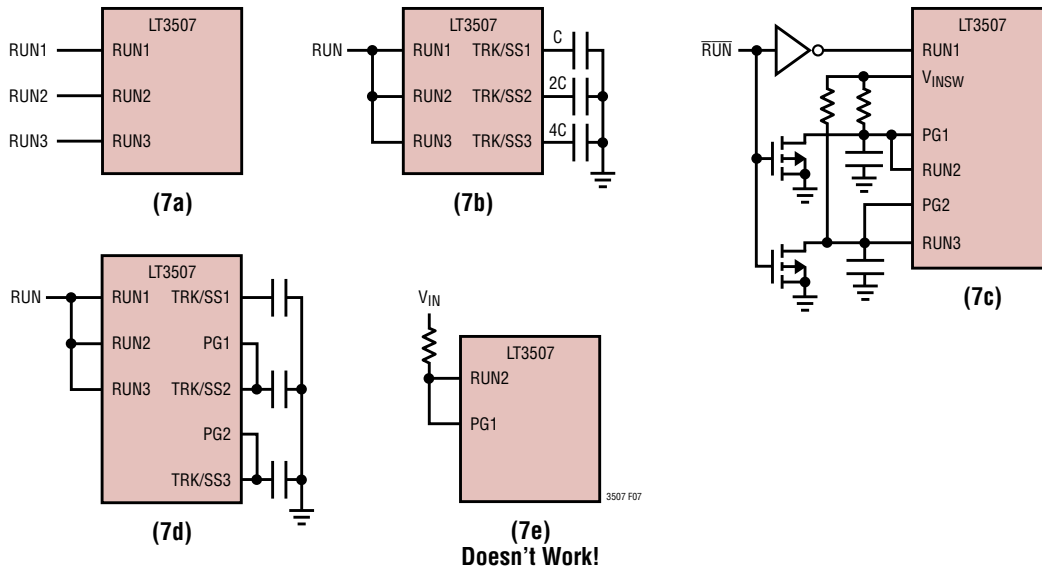 LT3507
RUN1 RUN1
RUN2 RUN2
RUN3 RUN3
(7a)
LT3507
RUN RUN1 TRK/SS1 C
RUN2 TRK/SS2 2C
RUN3 TRK/SS3 4C
(7b)
LT3507
RUN RUN1
VINSW
PG1
RUN2
PG2
RUN3
(7c)
LT3507
RUN RUN1 TRK/SS1
RUN2 PG1
RUN3 TRK/SS2
PG2
TRK/SS3
(7d)
VIN
LT3507
RUN2
PG1
3507 F07
(7e)
Doesn't Work!